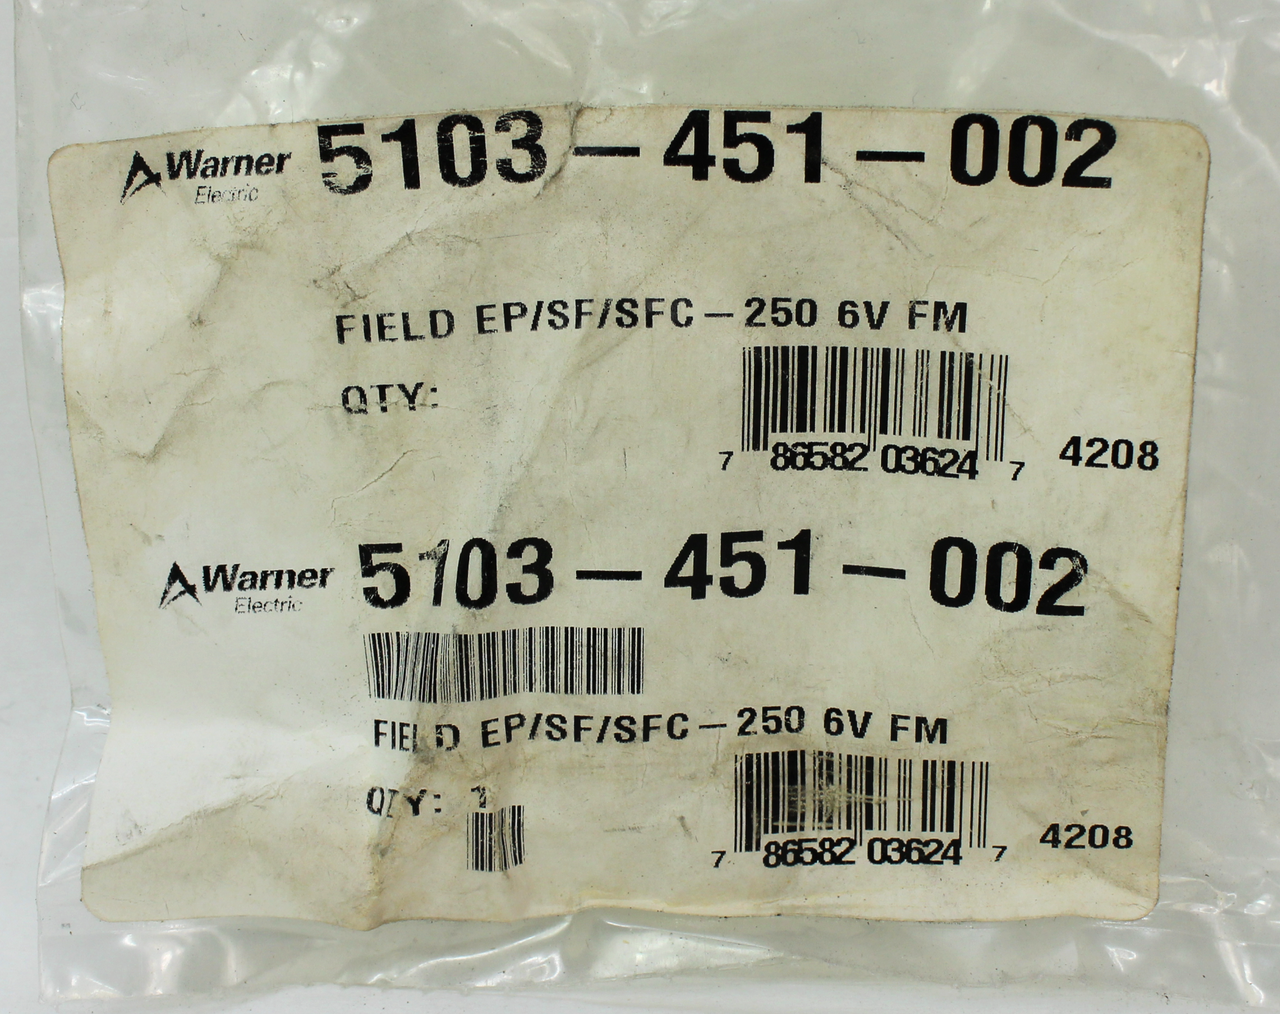 Warner Electric 5103-451-002
FIELD EP/SF/SFC-250 6V FM
QTY:
7 86582 03624 7 4208
Warner Electric 5103-451-002
FIELD EP/SF/SFC-250 6V FM
QTY: 1
7 86582 03624 7 4208